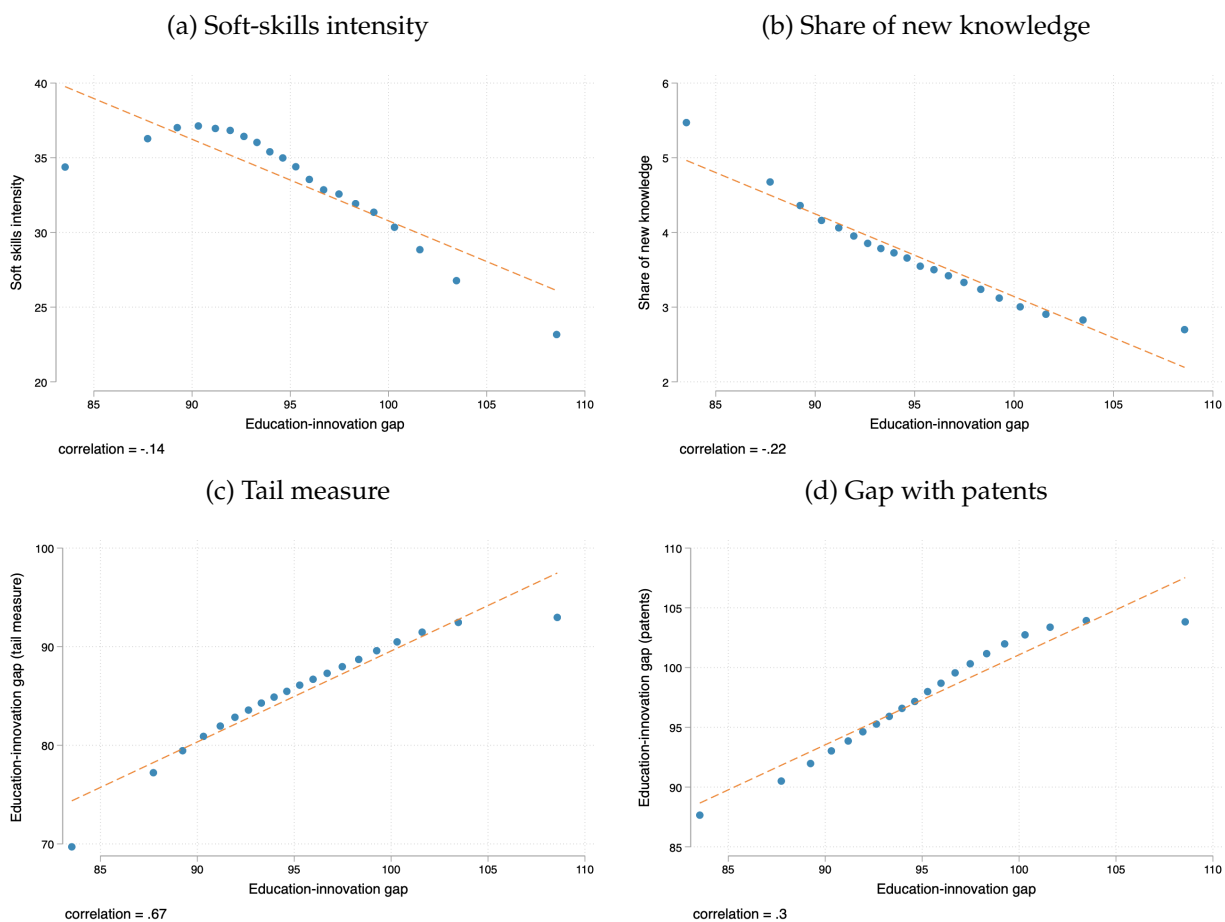 (a) Soft-skills intensity
40
35
30
25
20
Soft skills intensity
85 90 95 100 105 110
Education-innovation gap
correlation = -.14
(b) Share of new knowledge
6
5
4
3
2
Share of new knowledge
85 90 95 100 105 110
Education-innovation gap
correlation = -.22
(c) Tail measure
100
90
80
70
Education-innovation gap (tail measure)
85 90 95 100 105 110
Education-innovation gap
correlation = .67
(d) Gap with patents
110
105
100
95
90
85
Education-innovation gap (patents)
85 90 95 100 105 110
Education-innovation gap
correlation = .3